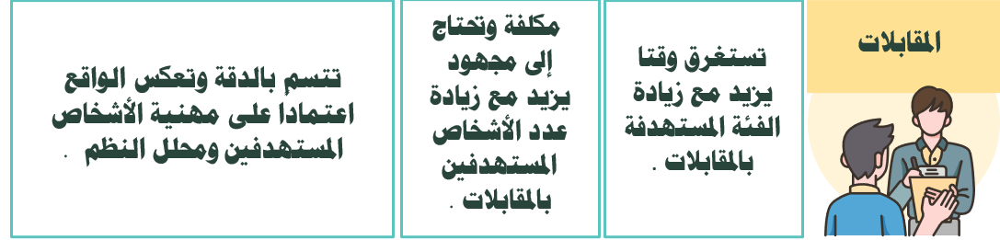 المقابلات
تستغرق وقتا
يزيد مع زيادة
الفئة المستهدفة
بالمقابلات .
مكلفة وتحتاج
إلى مجهود
يزيد مع زيادة
عدد الأشخاص
المستهدفين
بالمقابلات .
تتسم بالدقة وتعكس الواقع
اعتماداً على مهنية الأشخاص
المستهدفين ومحلل النظم .